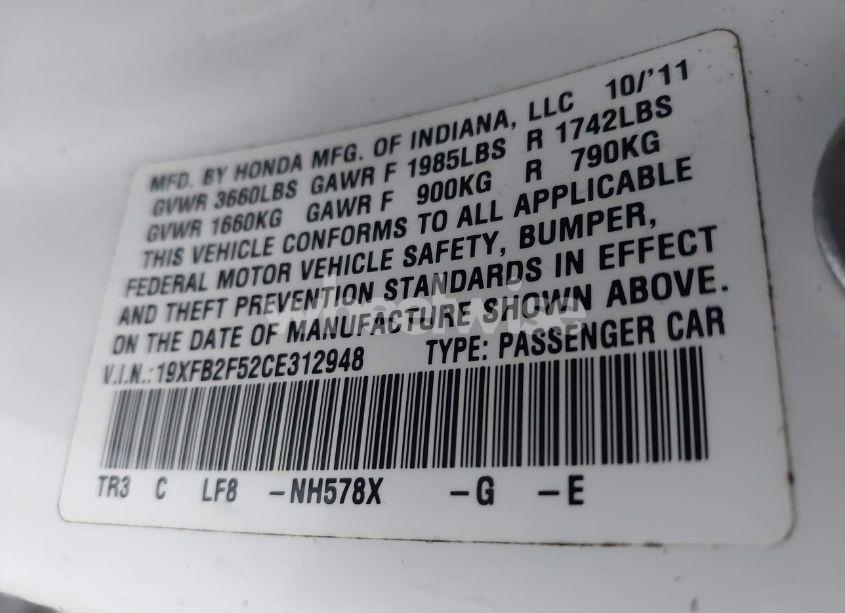 MFD. BY HONDA MFG. OF INDIANA, LLC 10/'11
GVWR 3660LBS GAWR F 1985LBS R 1742LBS
GVWR 1660KG GAWR F 900KG R 790KG
THIS VEHICLE CONFORMS TO ALL APPLICABLE
FEDERAL MOTOR VEHICLE SAFETY, BUMPER,
AND THEFT PREVENTION STANDARDS IN EFFECT
ON THE DATE OF MANUFACTURE SHOWN ABOVE.
V.I.N.:19XFB2F52CE312948 TYPE: PASSENGER CAR
TR3 C LF8 -NH578X -G -E